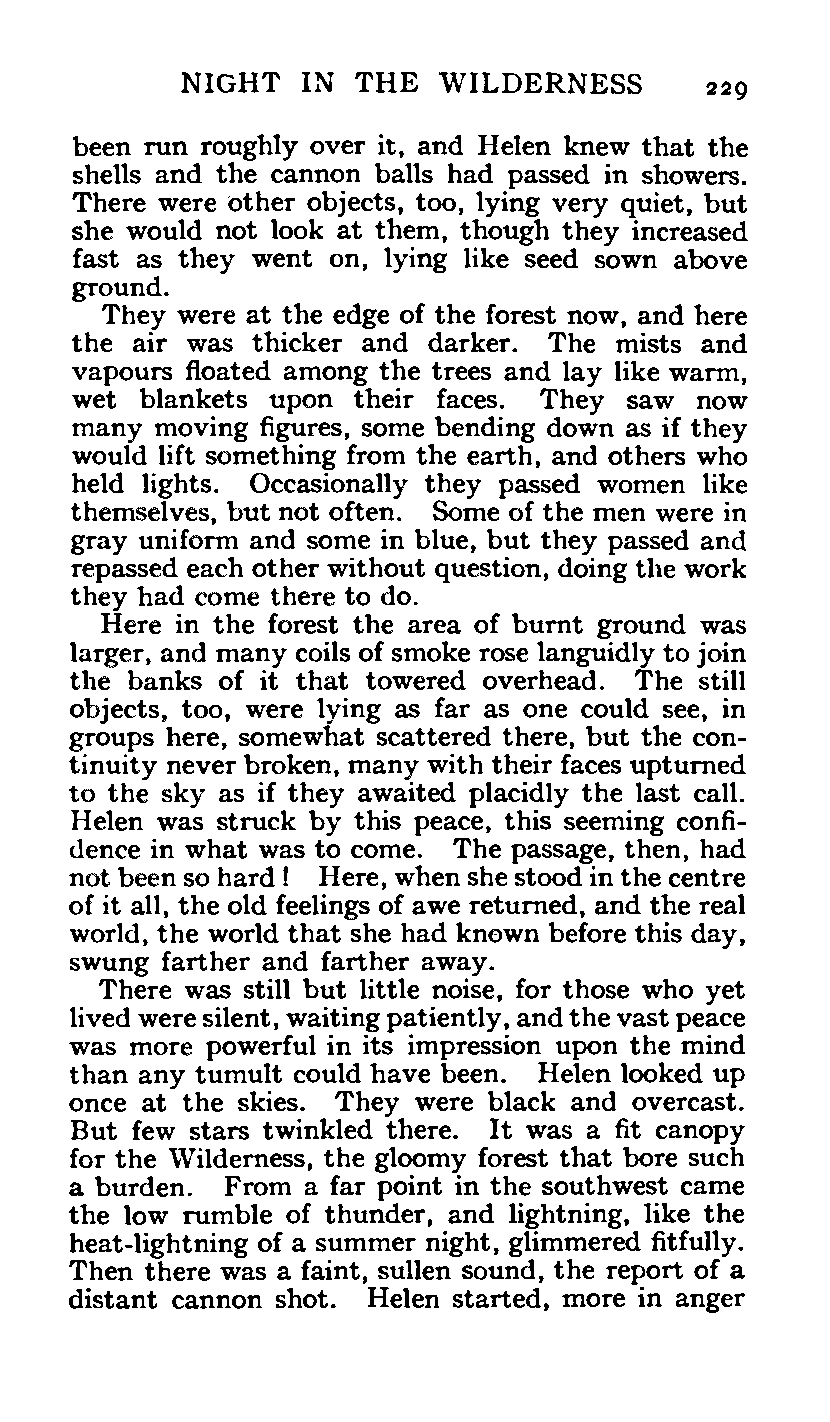 NIGHT IN THE WILDERNESS 229
been run roughly over it, and Helen knew that the
shells and the cannon balls had passed in showers.
There were other objects, too, lying very quiet, but
she would not look at them, though they increased
fast as they went on, lying like seed sown above
ground.
They were at the edge of the forest now, and here
the air was thicker and darker. The mists and
vapours floated among the trees and lay like warm,
wet blankets upon their faces. They saw now
many moving figures, some bending down as if they
would lift something from the earth, and others who
held lights. Occasionally they passed women like
themselves, but not often. Some of the men were in
gray uniform and some in blue, but they passed and
repassed each other without question, doing the work
they had come there to do.
Here in the forest the area of burnt ground was
larger, and many coils of smoke rose languidly to join
the banks of it that towered overhead. The still
objects, too, were lying as far as one could see, in
groups here, somewhat scattered there, but the con-
tinuity never broken, many with their faces upturned
to the sky as if they awaited placidly the last call.
Helen was struck by this peace, this seeming confi-
dence in what was to come. The passage, then, had
not been so hard ! Here, when she stood in the centre
of it all, the old feelings of awe returned, and the real
world, the world that she had known before this day,
swung farther and farther away.
There was still but little noise, for those who yet
lived were silent, waiting patiently, and the vast peace
was more powerful in its impression upon the mind
than any tumult could have been. Helen looked up
once at the skies. They were black and overcast.
But few stars twinkled there. It was a fit canopy
for the Wilderness, the gloomy forest that bore such
a burden. From a far point in the southwest came
the low rumble of thunder, and lightning, like the
heat-lightning of a summer night, glimmered fitfully.
Then there was a faint, sullen sound, the report of a
distant cannon shot. Helen started, more in anger